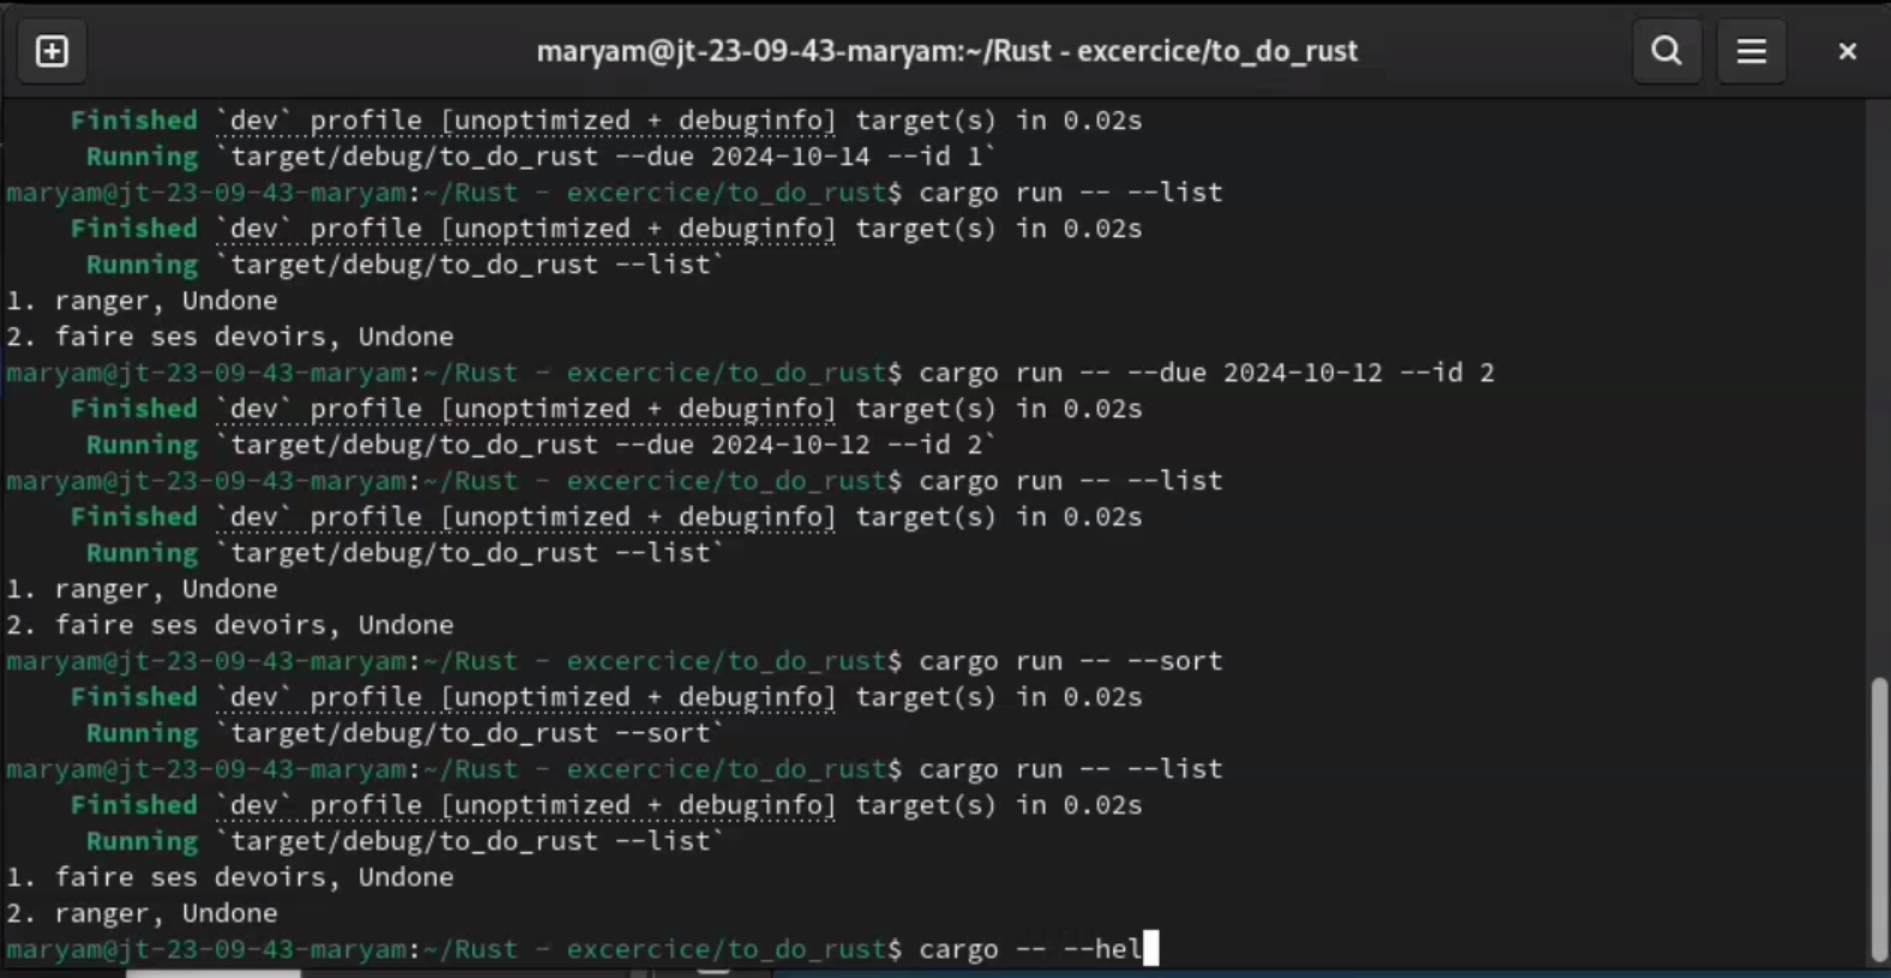 maryam@jt-23-09-43-maryam:~/Rust - excercice/to_do_rust
Finished `dev` profile [unoptimized + debuginfo] target(s) in 0.02s
Running `target/debug/to_do_rust --due 2024-10-14 --id 1`
maryam@jt-23-09-43-maryam:~/Rust - excercice/to_do_rust$ cargo run -- --list
Finished `dev` profile [unoptimized + debuginfo] target(s) in 0.02s
Running `target/debug/to_do_rust --list`
1. ranger, Undone
2. faire ses devoirs, Undone
maryam@jt-23-09-43-maryam:~/Rust - excercice/to_do_rust$ cargo run -- --due 2024-10-12 --id 2
Finished `dev` profile [unoptimized + debuginfo] target(s) in 0.02s
Running `target/debug/to_do_rust --due 2024-10-12 --id 2`
maryam@jt-23-09-43-maryam:~/Rust - excercice/to_do_rust$ cargo run -- --list
Finished `dev` profile [unoptimized + debuginfo] target(s) in 0.02s
Running `target/debug/to_do_rust --list`
1. ranger, Undone
2. faire ses devoirs, Undone
maryam@jt-23-09-43-maryam:~/Rust - excercice/to_do_rust$ cargo run -- --sort
Finished `dev` profile [unoptimized + debuginfo] target(s) in 0.02s
Running `target/debug/to_do_rust --sort`
maryam@jt-23-09-43-maryam:~/Rust - excercice/to_do_rust$ cargo run -- --list
Finished `dev` profile [unoptimized + debuginfo] target(s) in 0.02s
Running `target/debug/to_do_rust --list`
1. faire ses devoirs, Undone
2. ranger, Undone
maryam@jt-23-09-43-maryam:~/Rust - excercice/to_do_rust$ cargo -- --hel